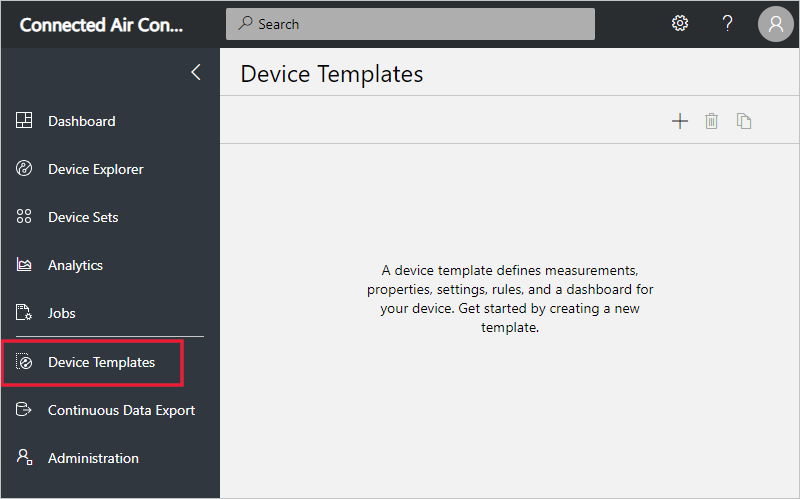 Connected Air Con...
Search
?
Device Templates
Dashboard
Device Explorer
Device Sets
Analytics
Jobs
Device Templates
Continuous Data Export
Administration
A device template defines measurements,
properties, settings, rules, and a dashboard for
your device. Get started by creating a new
template.